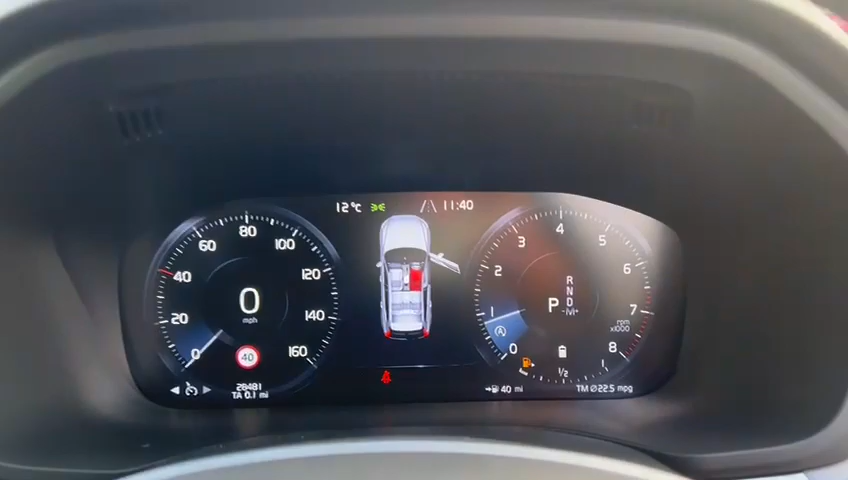 12°C 11:40
20 40 60 80 100 120 140 160
0
0
mph
40
28481
TA 0.1 mi
0 1 2 3 4 5 6 7 8
R
N
P D
rpm
x1000
1/2
1
40 mi
TM Ø22.5 mpg